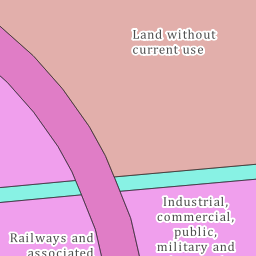 Land without
current use
Industrial,
commercial,
public,
military and
Railways and
associated